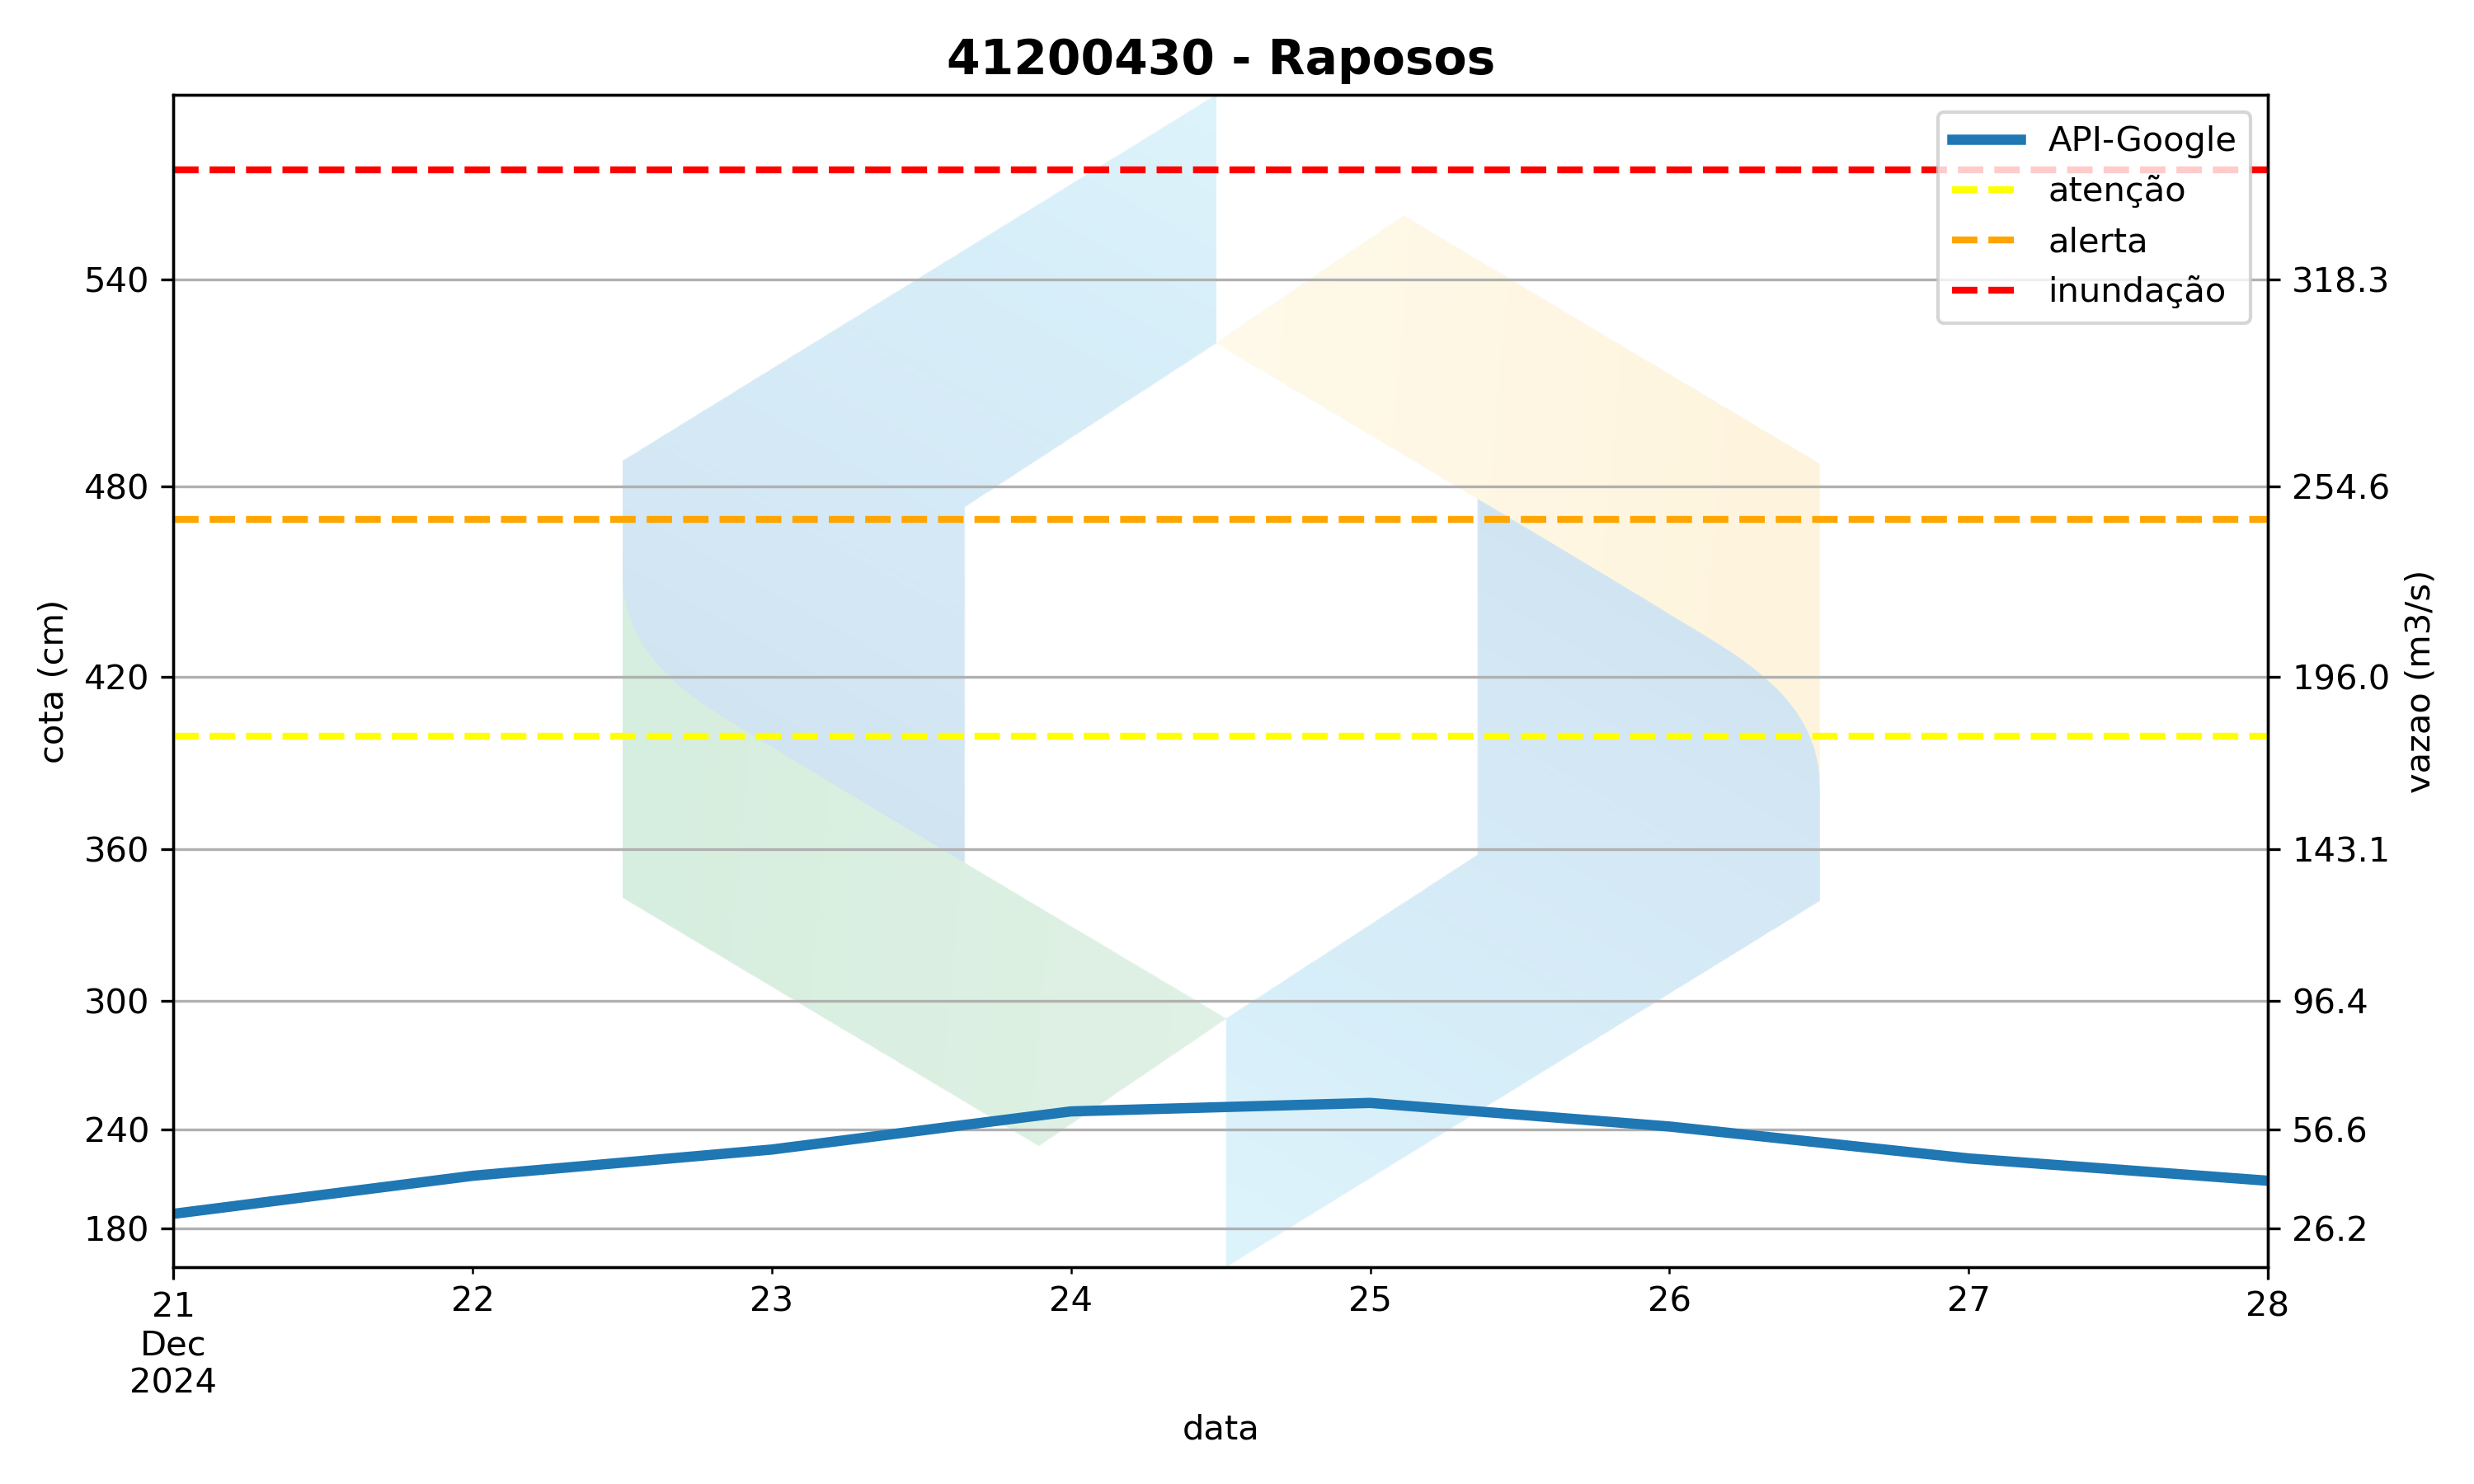 41200430 - Raposos
API-Google
atenção
alerta
inundação
540
480
420
360
300
240
180
cota (cm)
318.3
254.6
196.0
143.1
96.4
56.6
26.2
vazao (m3/s)
21
22
23
24
25
26
27
28
Dec
2024
data